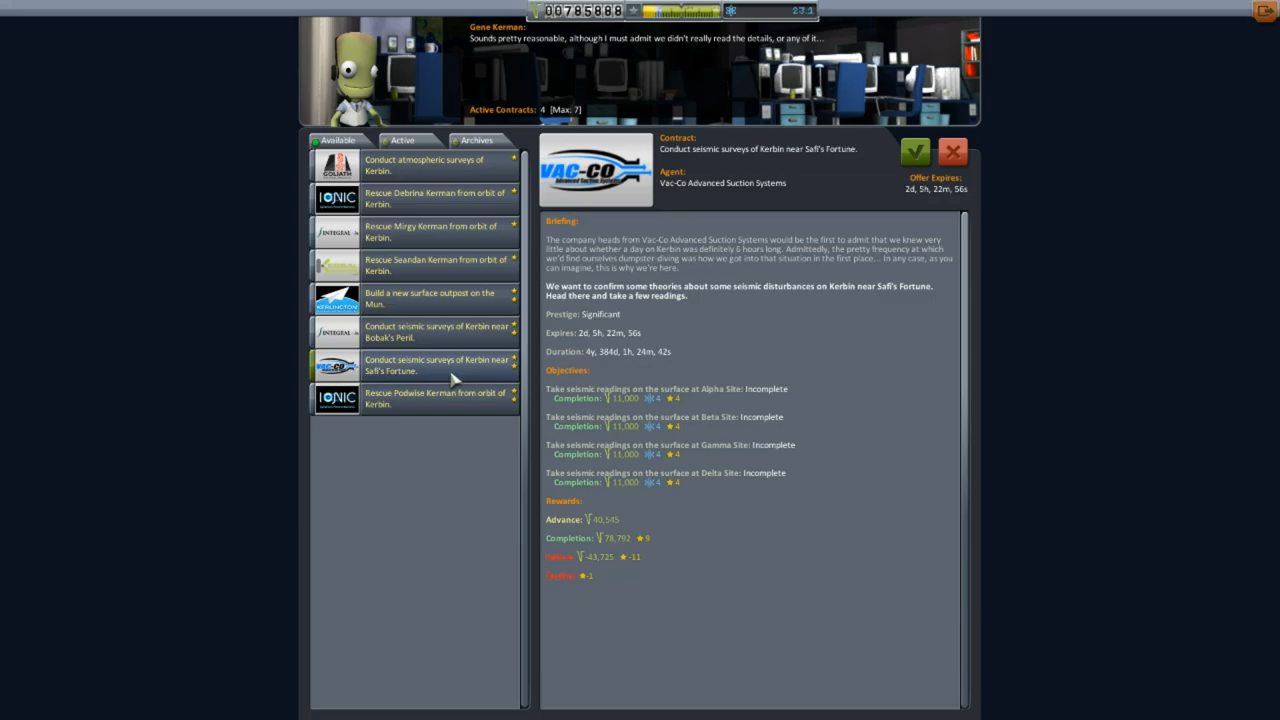 00785888
23.1
Gene Kerman:
Sounds pretty reasonable, although I must admit we didn't really read the details, or any of it...
Active Contracts: 4 [Max: 7]
Available
Active
Archives
Conduct atmospheric surveys of
Kerbin.
Rescue Debrina Kerman from orbit of
Kerbin.
Rescue Mirgy Kerman from orbit of
Kerbin.
Rescue Seandan Kerman from orbit of
Kerbin.
Build a new surface outpost on the
Mun.
Conduct seismic surveys of Kerbin near
Bobak's Peril.
Conduct seismic surveys of Kerbin near
Safi's Fortune.
Rescue Podwise Kerman from orbit of
Kerbin.
GOLIATH
IONIC
INTEGRAL
KERLINGTON
INTEGRAL
VAC-CO
IONIC
VAC-CO
Advanced Suction Systems
Contract:
Conduct seismic surveys of Kerbin near Safi's Fortune.
Agent:
Vac-Co Advanced Suction Systems
Offer Expires:
2d, 5h, 22m, 56s
Briefing:
The company heads from Vac-Co Advanced Suction Systems would be the first to admit that we knew very
little about whether a day on Kerbin was definitely 6 hours long. Admittedly, the pretty frequency at which
we'd find ourselves dumpster-diving was how we got into that situation in the first place... In any case, as you
can imagine, this is why we're here.
We want to confirm some theories about some seismic disturbances on Kerbin near Safi's Fortune.
Head there and take a few readings.
Prestige: Significant
Expires: 2d, 5h, 22m, 56s
Duration: 4y, 384d, 1h, 24m, 42s
Objectives:
Take seismic readings on the surface at Alpha Site: Incomplete
Completion: 11,000 4 4
Take seismic readings on the surface at Beta Site: Incomplete
Completion: 11,000 4 4
Take seismic readings on the surface at Gamma Site: Incomplete
Completion: 11,000 4 4
Take seismic readings on the surface at Delta Site: Incomplete
Completion: 11,000 4 4
Rewards:
Advance: 40,545
Completion: 78,792 9
-43,725 -11
-1